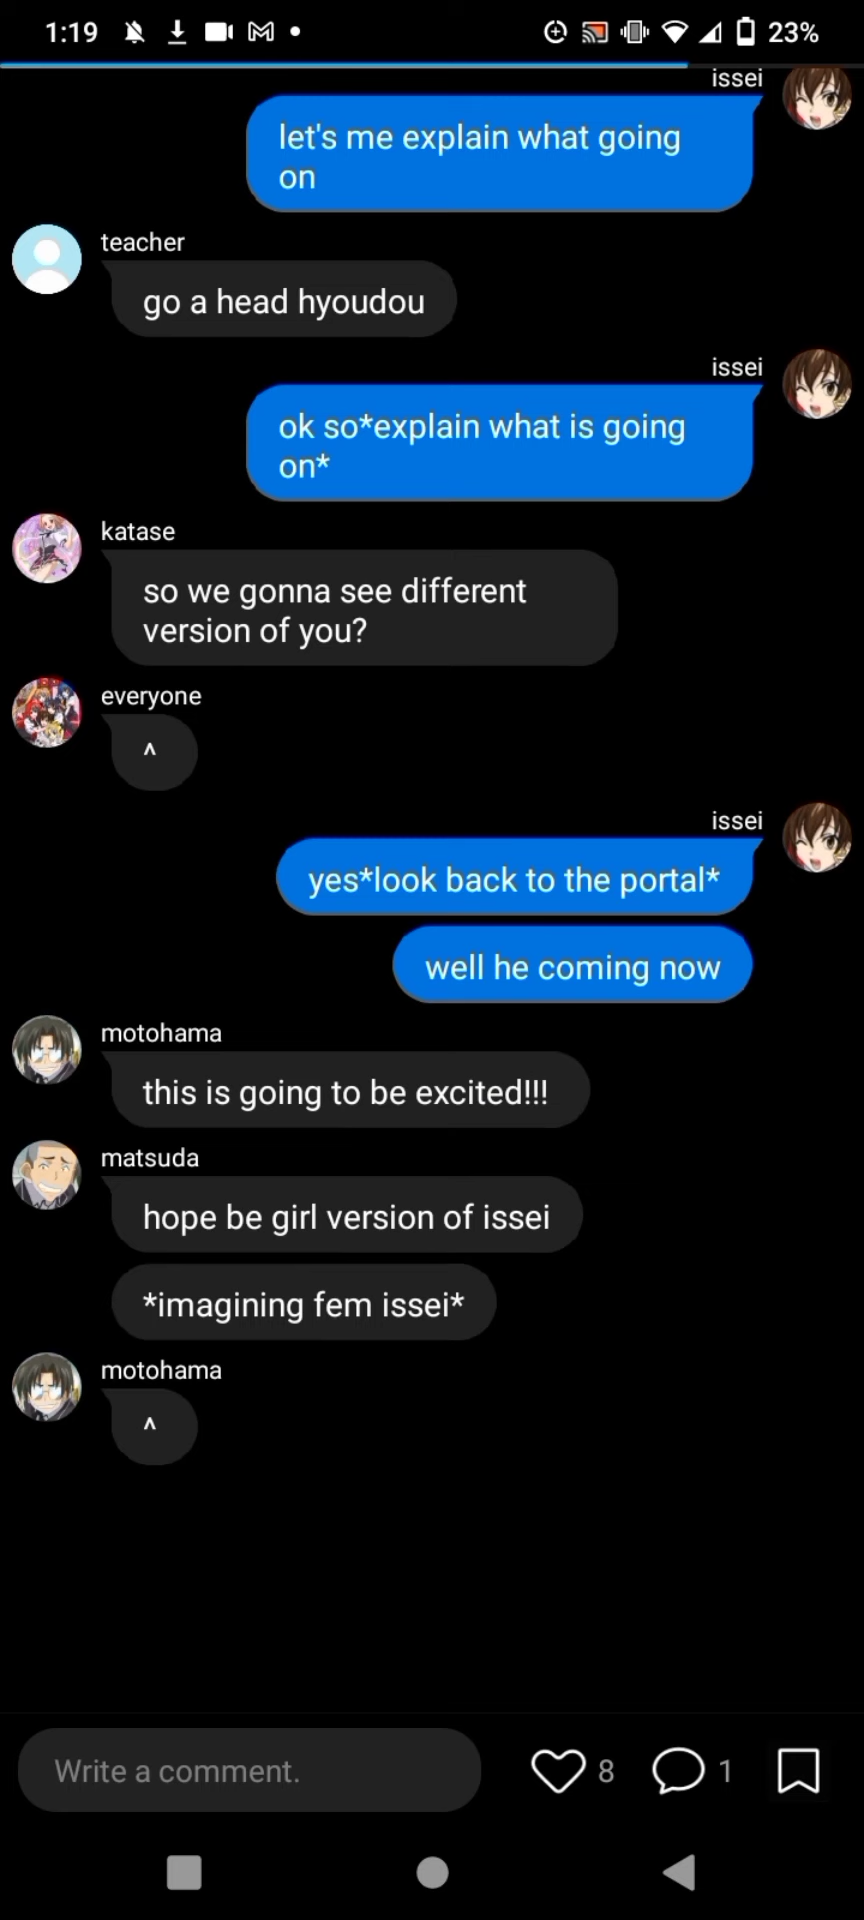 1:19
23%
issei
let's me explain what going
on
teacher
go a head hyoudou
issei
ok so*explain what is going
on*
katase
so we gonna see different
version of you?
everyone
^
issei
yes*look back to the portal*
well he coming now
motohama
this is going to be excited!!!
matsuda
hope be girl version of issei
*imagining fem issei*
motohama
^
Write a comment.
8
1